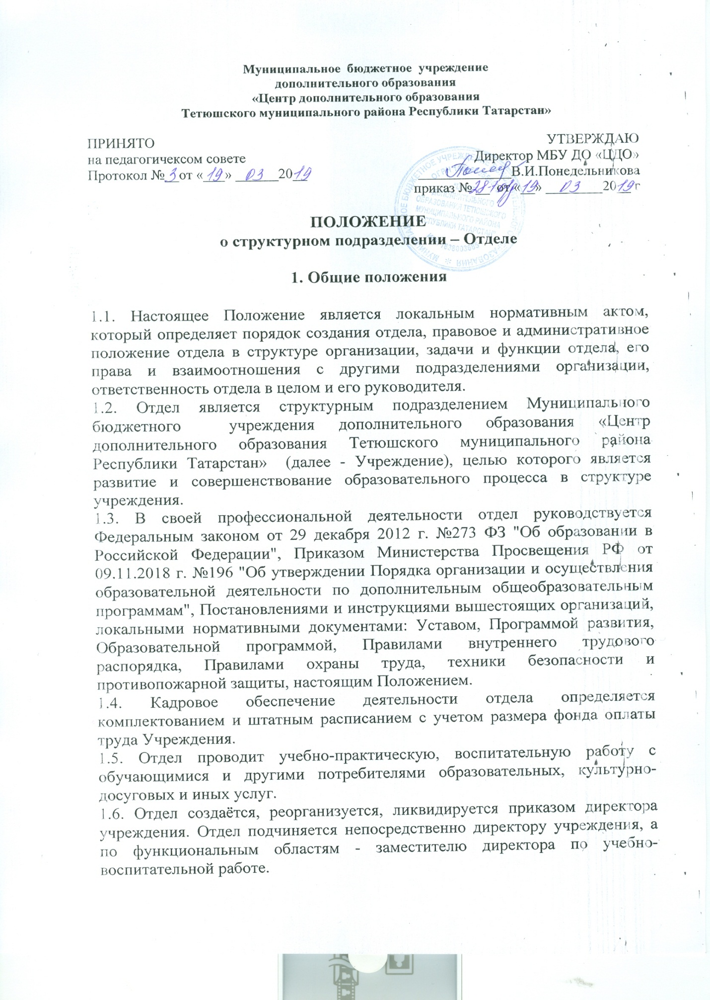 Муниципальное бюджетное учреждение
дополнительного образования
«Центр дополнительного образования
Тетюшского муниципального района Республики Татарстан»
ПРИНЯТО
на педагогичексом совете
Протокол № 3 от « 19 » 03 2019
УТВЕРЖДАЮ
Директор МБУ ДО «ЦДО»
В.И.Понедельникова
приказ № 28-1 од от « 19 » 03 2019 г
ПОЛОЖЕНИЕ
о структурном подразделении – Отделе
1. Общие положения
1.1. Настоящее Положение является локальным нормативным актом,
который определяет порядок создания отдела, правовое и административное
положение отдела в структуре организации, задачи и функции отдела, его
права и взаимоотношения с другими подразделениями организации,
ответственность отдела в целом и его руководителя.
1.2. Отдел является структурным подразделением Муниципального
бюджетного учреждения дополнительного образования «Центр
дополнительного образования Тетюшского муниципального района
Республики Татарстан» (далее - Учреждение), целью которого является
развитие и совершенствование образовательного процесса в структуре
учреждения.
1.3. В своей профессиональной деятельности отдел руководствуется
Федеральным законом от 29 декабря 2012 г. №273 ФЗ "Об образовании в
Российской Федерации", Приказом Министерства Просвещения РФ от
09.11.2018 г. №196 "Об утверждении Порядка организации и осуществления
образовательной деятельности по дополнительным общеобразовательным
программам", Постановлениями и инструкциями вышестоящих организаций,
локальными нормативными документами: Уставом, Программой развития,
Образовательной программой, Правилами внутреннего трудового
распорядка, Правилами охраны труда, техники безопасности и
противопожарной защиты, настоящим Положением.
1.4. Кадровое обеспечение деятельности отдела определяется
комплектованием и штатным расписанием с учетом размера фонда оплаты
труда Учреждения.
1.5. Отдел проводит учебно-практическую, воспитательную работу с
обучающимися и другими потребителями образовательных, культурно-
досуговых и иных услуг.
1.6. Отдел создаётся, реорганизуется, ликвидируется приказом директора
учреждения. Отдел подчиняется непосредственно директору учреждения, а
по функциональным областям - заместителю директора по учебно-
воспитательной работе.